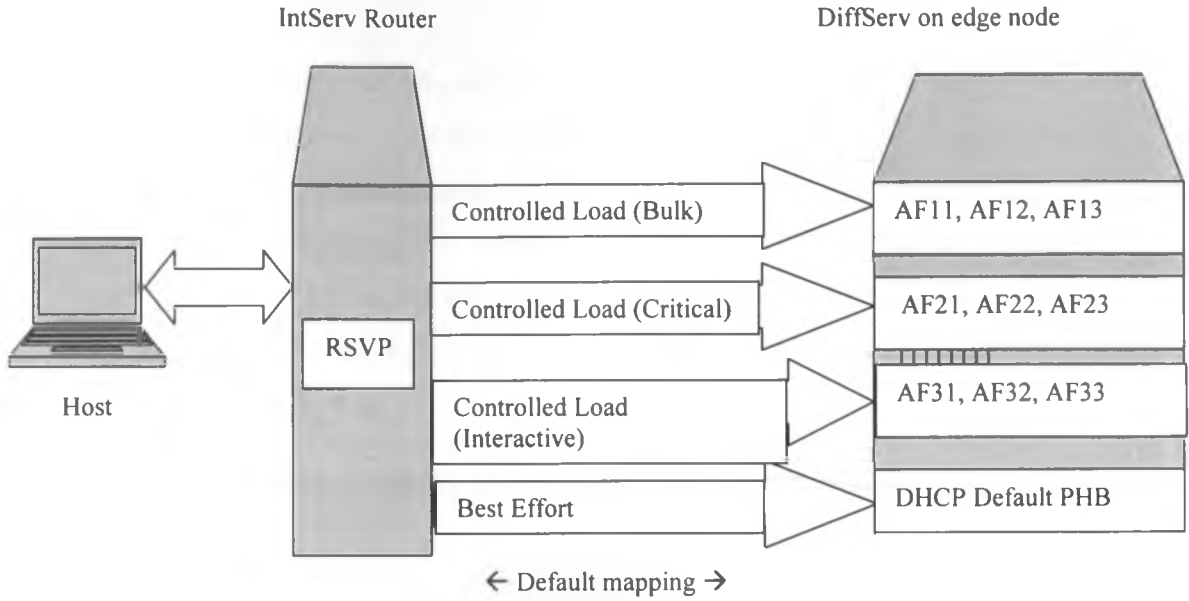 IntServ Router
DiffServ on edge node
Controlled Load (Bulk)
AF11, AF12, AF13
Controlled Load (Critical)
AF21, AF22, AF23
RSVP
Host
Controlled Load
(Interactive)
AF31, AF32, AF33
Best Effort
DHCP Default PHB
← Default mapping →